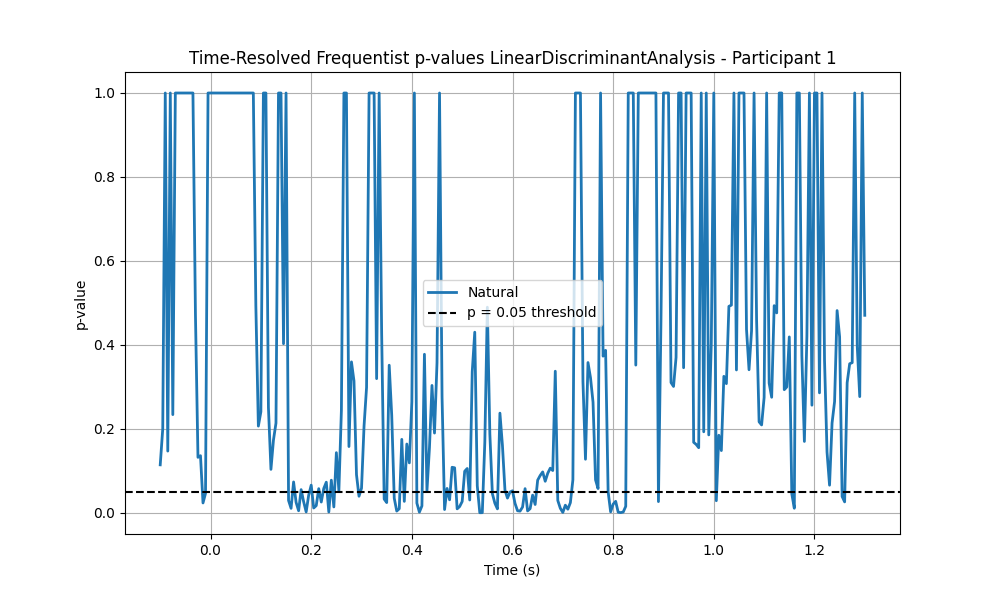 Time-Resolved Frequentist p-values LinearDiscriminantAnalysis - Participant 1
p-value
1.0
0.8
0.6
0.4
0.2
0.0
Natural
p = 0.05 threshold
0.0 0.2 0.4 0.6 0.8 1.0 1.2
Time (s)